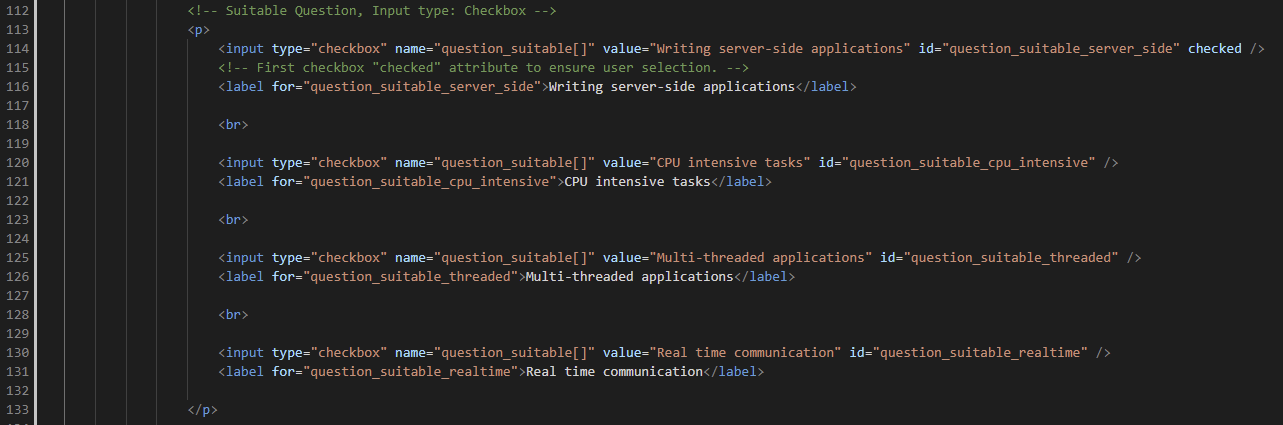 112 <!-- Suitable Question, Input type: Checkbox -->
113 <p>
114 <input type="checkbox" name="question_suitable[]" value="Writing server-side applications" id="question_suitable_server_side" checked />
115 <!-- First checkbox "checked" attribute to ensure user selection. -->
116 <label for="question_suitable_server_side">Writing server-side applications</label>
117
118 <br>
119
120 <input type="checkbox" name="question_suitable[]" value="CPU intensive tasks" id="question_suitable_cpu_intensive" />
121 <label for="question_suitable_cpu_intensive">CPU intensive tasks</label>
122
123 <br>
124
125 <input type="checkbox" name="question_suitable[]" value="Multi-threaded applications" id="question_suitable_threaded" />
126 <label for="question_suitable_threaded">Multi-threaded applications</label>
127
128 <br>
129
130 <input type="checkbox" name="question_suitable[]" value="Real time communication" id="question_suitable_realtime" />
131 <label for="question_suitable_realtime">Real time communication</label>
132
133 </p>